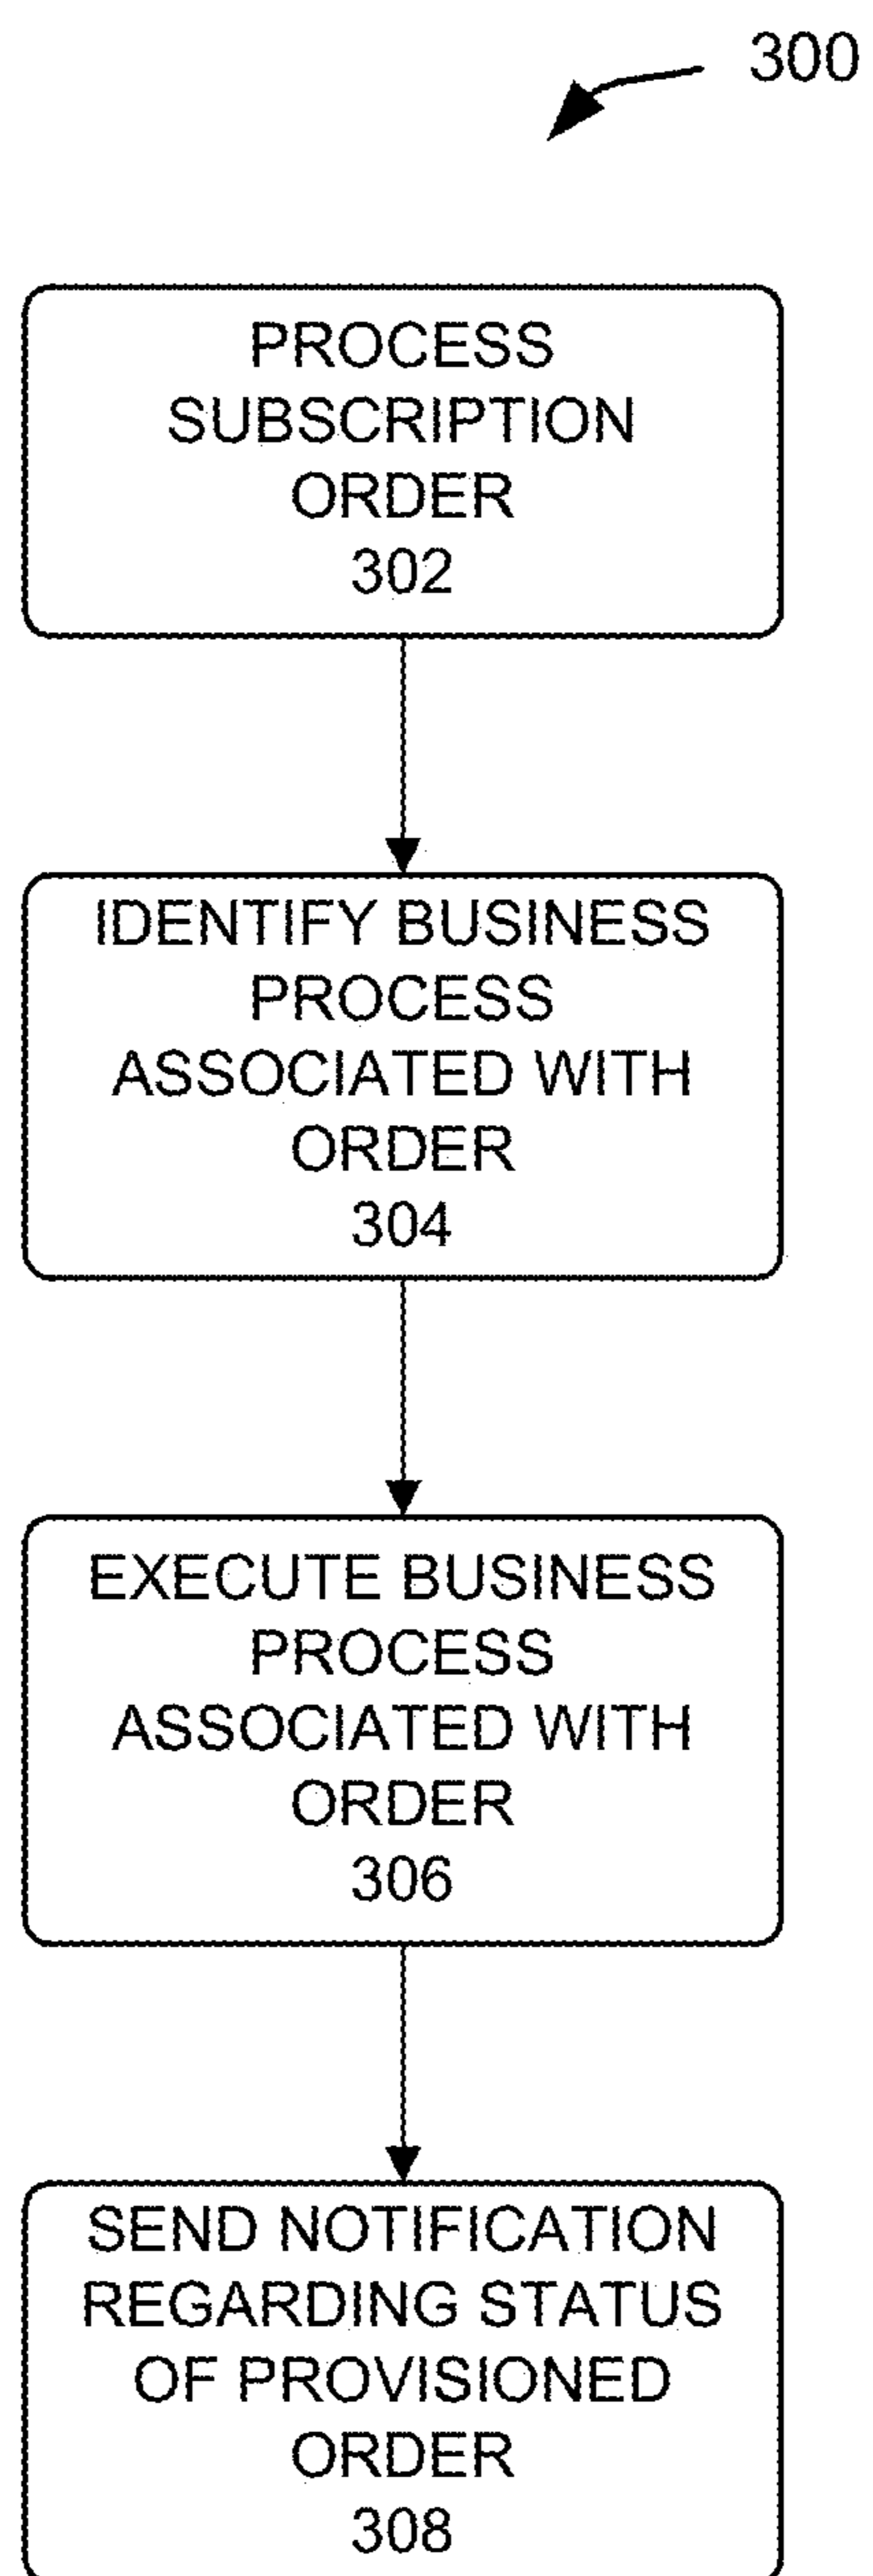 300
PROCESS
SUBSCRIPTION
ORDER
302
IDENTIFY BUSINESS
PROCESS
ASSOCIATED WITH
ORDER
304
EXECUTE BUSINESS
PROCESS
ASSOCIATED WITH
ORDER
306
SEND NOTIFICATION
REGARDING STATUS
OF PROVISIONED
ORDER
308